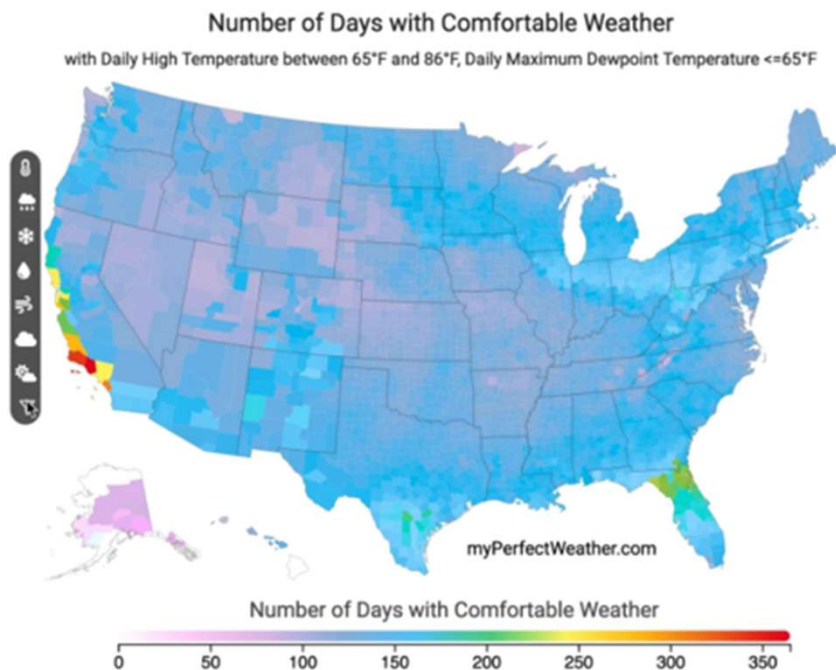 Number of Days with Comfortable Weather
with Daily High Temperature between 65°F and 86°F, Daily Maximum Dewpoint Temperature <=65°F
myPerfectWeather.com
Number of Days with Comfortable Weather
0 50 100 150 200 250 300 350